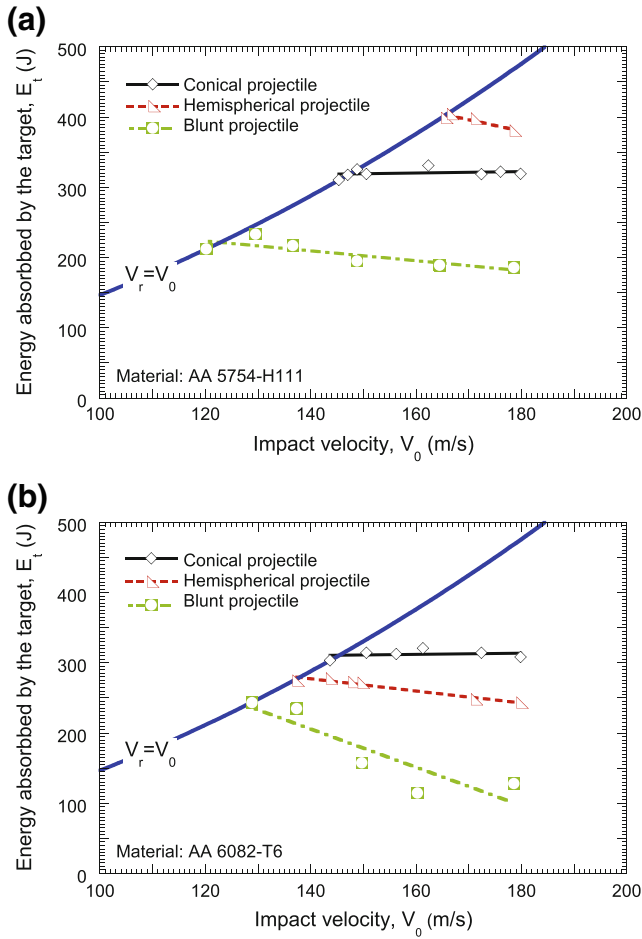 (a)
500
400
300
200
100
0
Energy absorbbed by the target, E_t (J)
Conical projectile
Hemispherical projectile
Blunt projectile
V_r=V_0
Material: AA 5754-H111
100 120 140 160 180 200
Impact velocity, V_0 (m/s)
(b)
500
400
300
200
100
0
Energy absorbbed by the target, E_t (J)
Conical projectile
Hemispherical projectile
Blunt projectile
V_r=V_0
Material: AA 6082-T6
100 120 140 160 180 200
Impact velocity, V_0 (m/s)